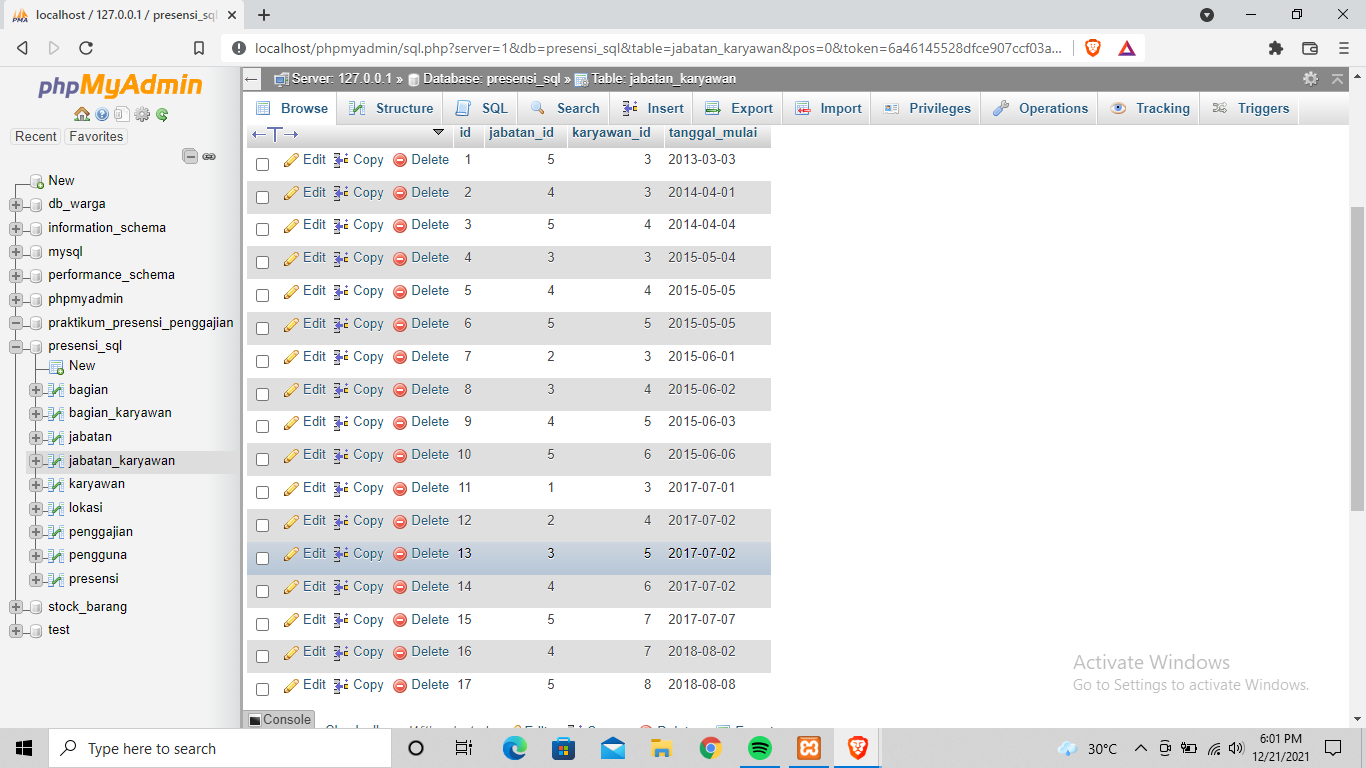 localhost / 127.0.0.1 / presensi_sql
localhost/phpmyadmin/sql.php?server=1&db=presensi_sql&table=jabatan_karyawan&pos=0&token=6a46145528dfce907ccf03a...
phpMyAdmin
Recent Favorites
New
db_warga
information_schema
mysql
performance_schema
phpmyadmin
praktikum_presensi_penggajian
presensi_sql
New
bagian
bagian_karyawan
jabatan
jabatan_karyawan
karyawan
lokasi
penggajian
pengguna
presensi
stock_barang
test
Server: 127.0.0.1 » Database: presensi_sql » Table: jabatan_karyawan
Browse Structure SQL Search Insert Export Import Privileges Operations Tracking Triggers
id jabatan_id karyawan_id tanggal_mulai
Edit Copy Delete 1 5 3 2013-03-03
Edit Copy Delete 2 4 3 2014-04-01
Edit Copy Delete 3 5 4 2014-04-04
Edit Copy Delete 4 3 3 2015-05-04
Edit Copy Delete 5 4 4 2015-05-05
Edit Copy Delete 6 5 5 2015-05-05
Edit Copy Delete 7 2 3 2015-06-01
Edit Copy Delete 8 3 4 2015-06-02
Edit Copy Delete 9 4 5 2015-06-03
Edit Copy Delete 10 5 6 2015-06-06
Edit Copy Delete 11 1 3 2017-07-01
Edit Copy Delete 12 2 4 2017-07-02
Edit Copy Delete 13 3 5 2017-07-02
Edit Copy Delete 14 4 6 2017-07-02
Edit Copy Delete 15 5 7 2017-07-07
Edit Copy Delete 16 4 7 2018-08-02
Edit Copy Delete 17 5 8 2018-08-08
Console
Activate Windows
Go to Settings to activate Windows.
Type here to search
30°C
6:01 PM
12/21/2021